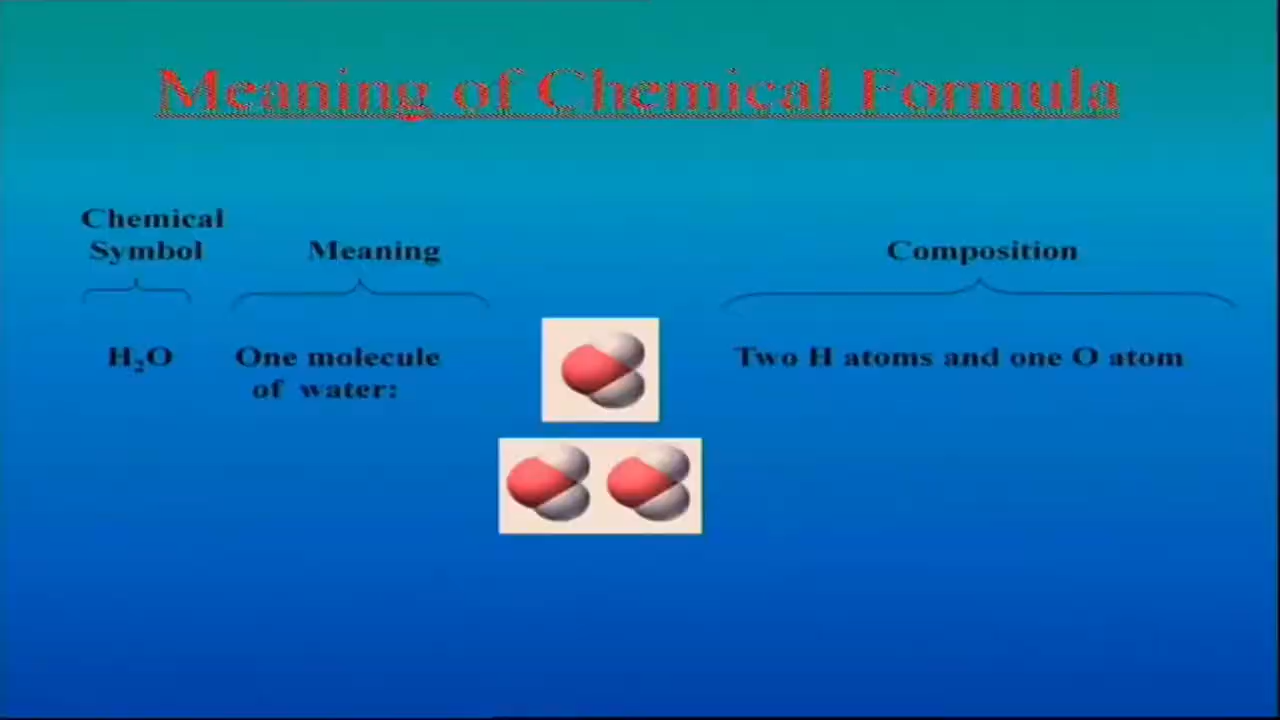 Meaning of Chemical Formula
Chemical
Symbol
Meaning
Composition
H₂O
One molecule
of water:
Two H atoms and one O atom